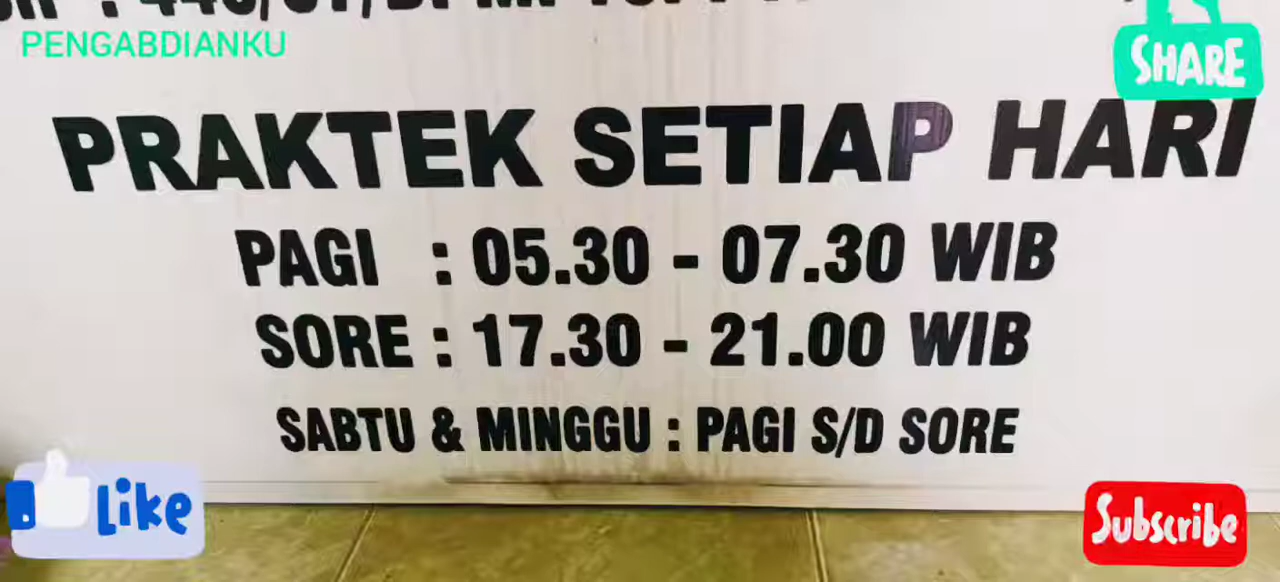 PENGABDIANKU
SHARE
PRAKTEK SETIAP HARI
PAGI : 05.30 - 07.30 WIB
SORE : 17.30 - 21.00 WIB
SABTU & MINGGU : PAGI S/D SORE
Like
Subscribe